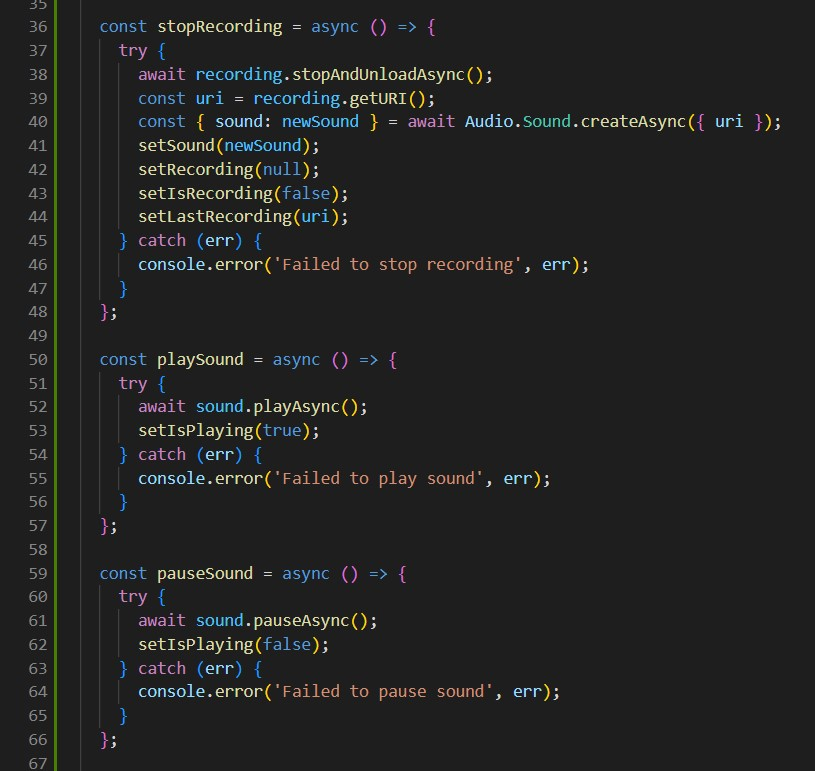 35
36 const stopRecording = async () => {
37 try {
38 await recording.stopAndUnloadAsync();
39 const uri = recording.getURI();
40 const { sound: newSound } = await Audio.Sound.createAsync({ uri });
41 setSound(newSound);
42 setRecording(null);
43 setIsRecording(false);
44 setLastRecording(uri);
45 } catch (err) {
46 console.error('Failed to stop recording', err);
47 }
48 };
49
50 const playSound = async () => {
51 try {
52 await sound.playAsync();
53 setIsPlaying(true);
54 } catch (err) {
55 console.error('Failed to play sound', err);
56 }
57 };
58
59 const pauseSound = async () => {
60 try {
61 await sound.pauseAsync();
62 setIsPlaying(false);
63 } catch (err) {
64 console.error('Failed to pause sound', err);
65 }
66 };
67